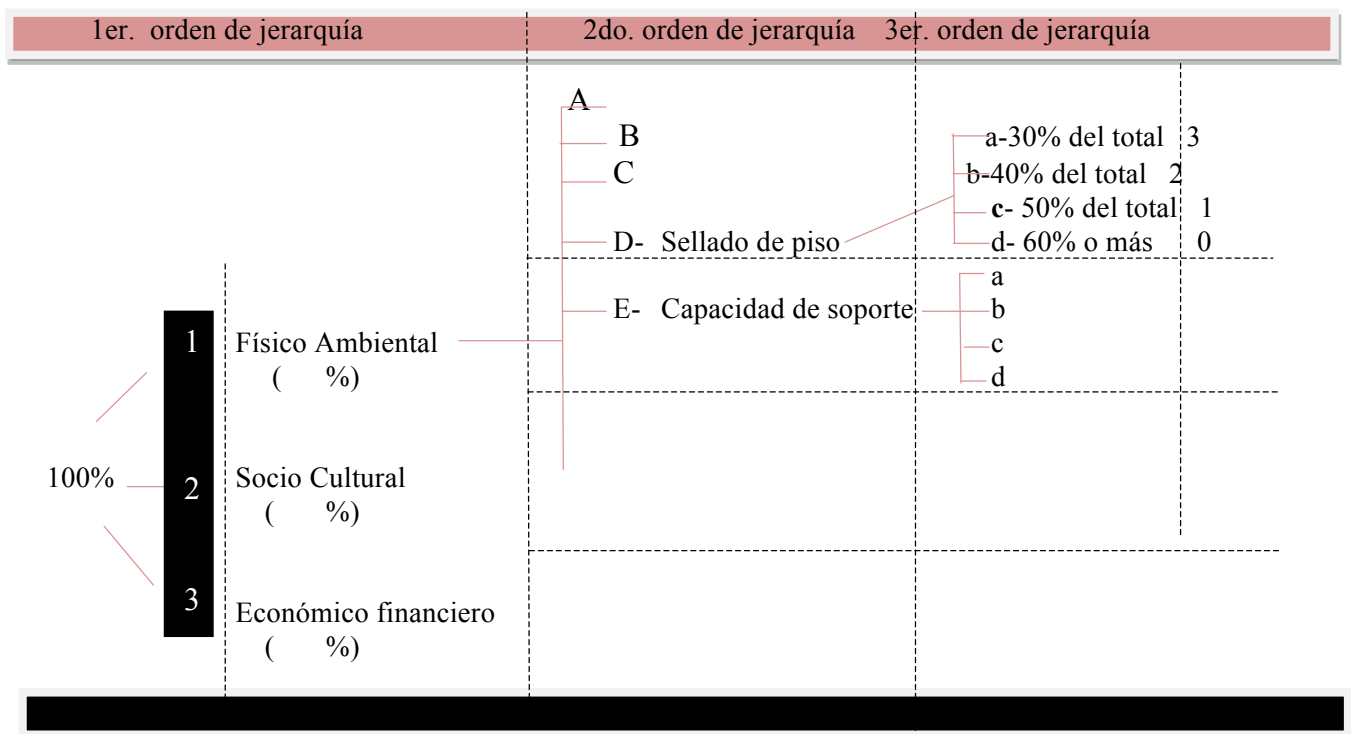 1er. orden de jerarquía 2do. orden de jerarquía 3er. orden de jerarquía
A
B
C
D- Sellado de piso
a-30% del total 3
b-40% del total 2
c- 50% del total 1
d- 60% o más 0
E- Capacidad de soporte
a
b
c
d
100%
1 Físico Ambiental
( %)
2 Socio Cultural
( %)
3 Económico financiero
( %)